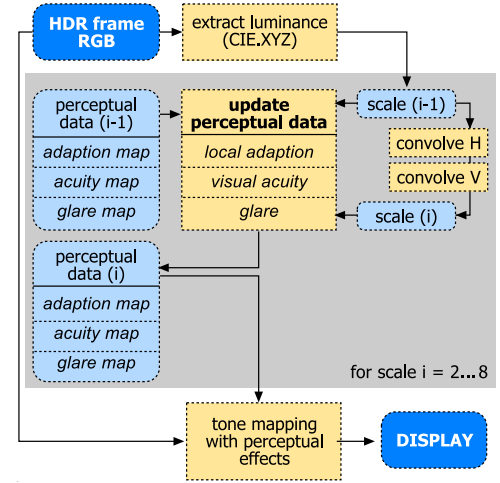 HDR frame
RGB
extract luminance
(CIE.XYZ)
perceptual
data (i-1)
adaption map
acuity map
glare map
update
perceptual data
local adaption
visual acuity
glare
scale (i-1)
convolve H
convolve V
scale (i)
perceptual
data (i)
adaption map
acuity map
glare map
for scale i = 2...8
tone mapping
with perceptual
effects
DISPLAY